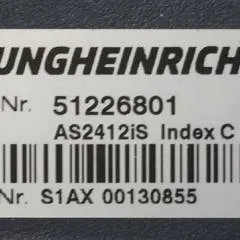 UNGHEINRICH
Nr. 51226801
AS2412iS Index C
Nr. S1AX 00130855